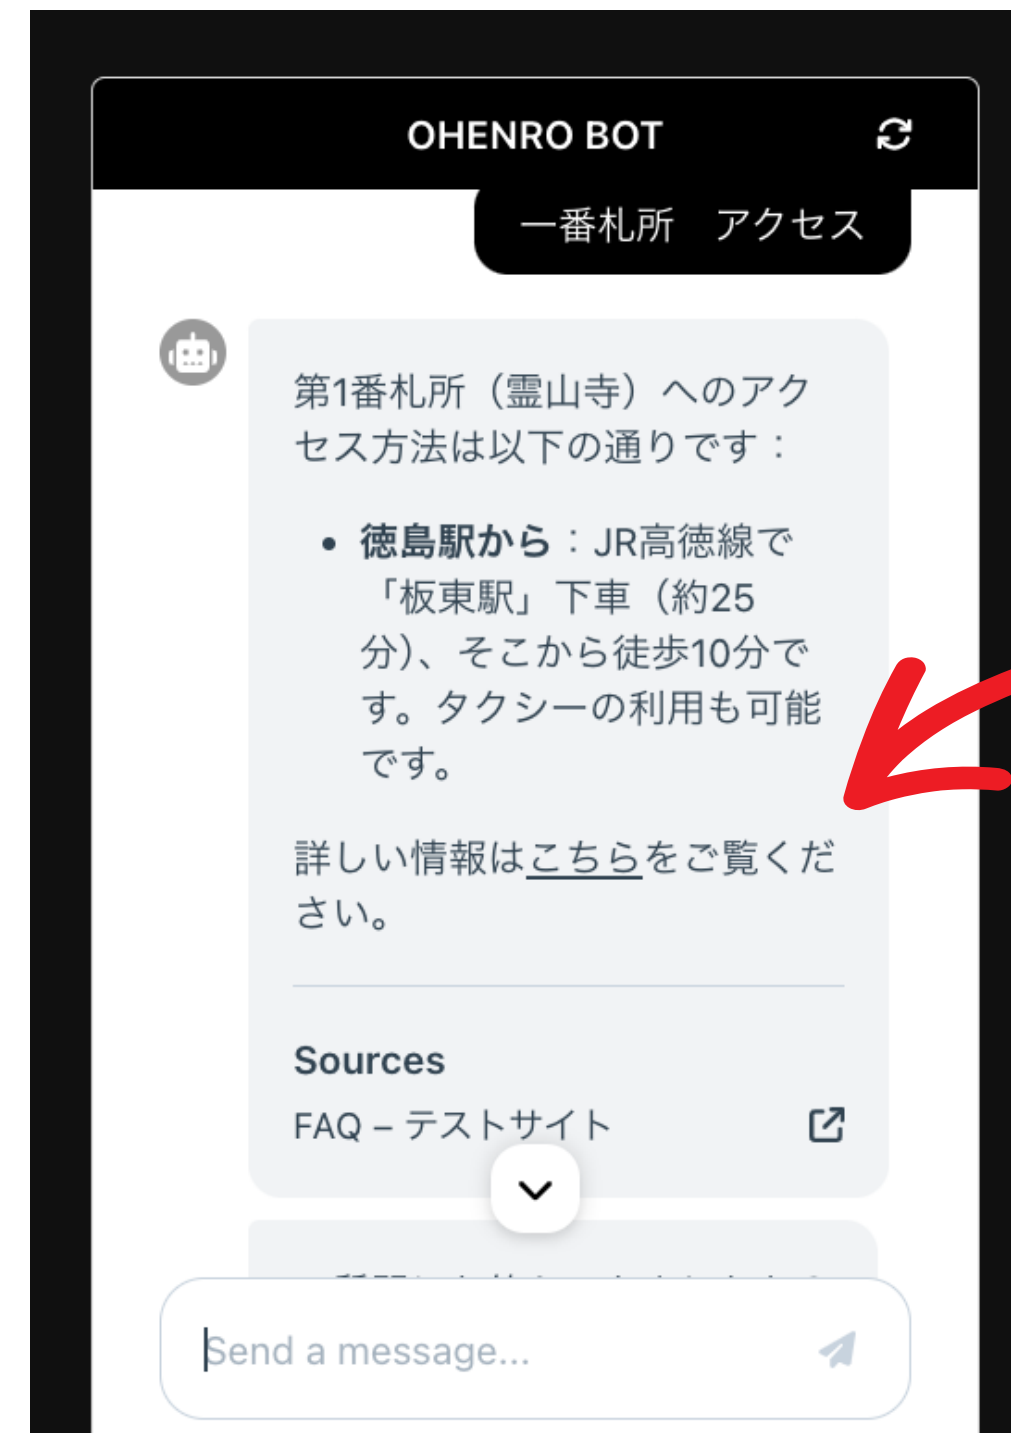 OHENRO BOT
一番札所　アクセス
第1番札所（霊山寺）へのアク
セス方法は以下の通りです：
• 徳島駅から：JR高徳線で
「板東駅」下車（約25
分）、そこから徒歩10分で
す。タクシーの利用も可能
です。
詳しい情報はこちらをご覧くだ
さい。
Sources
FAQ – テストサイト
Send a message...